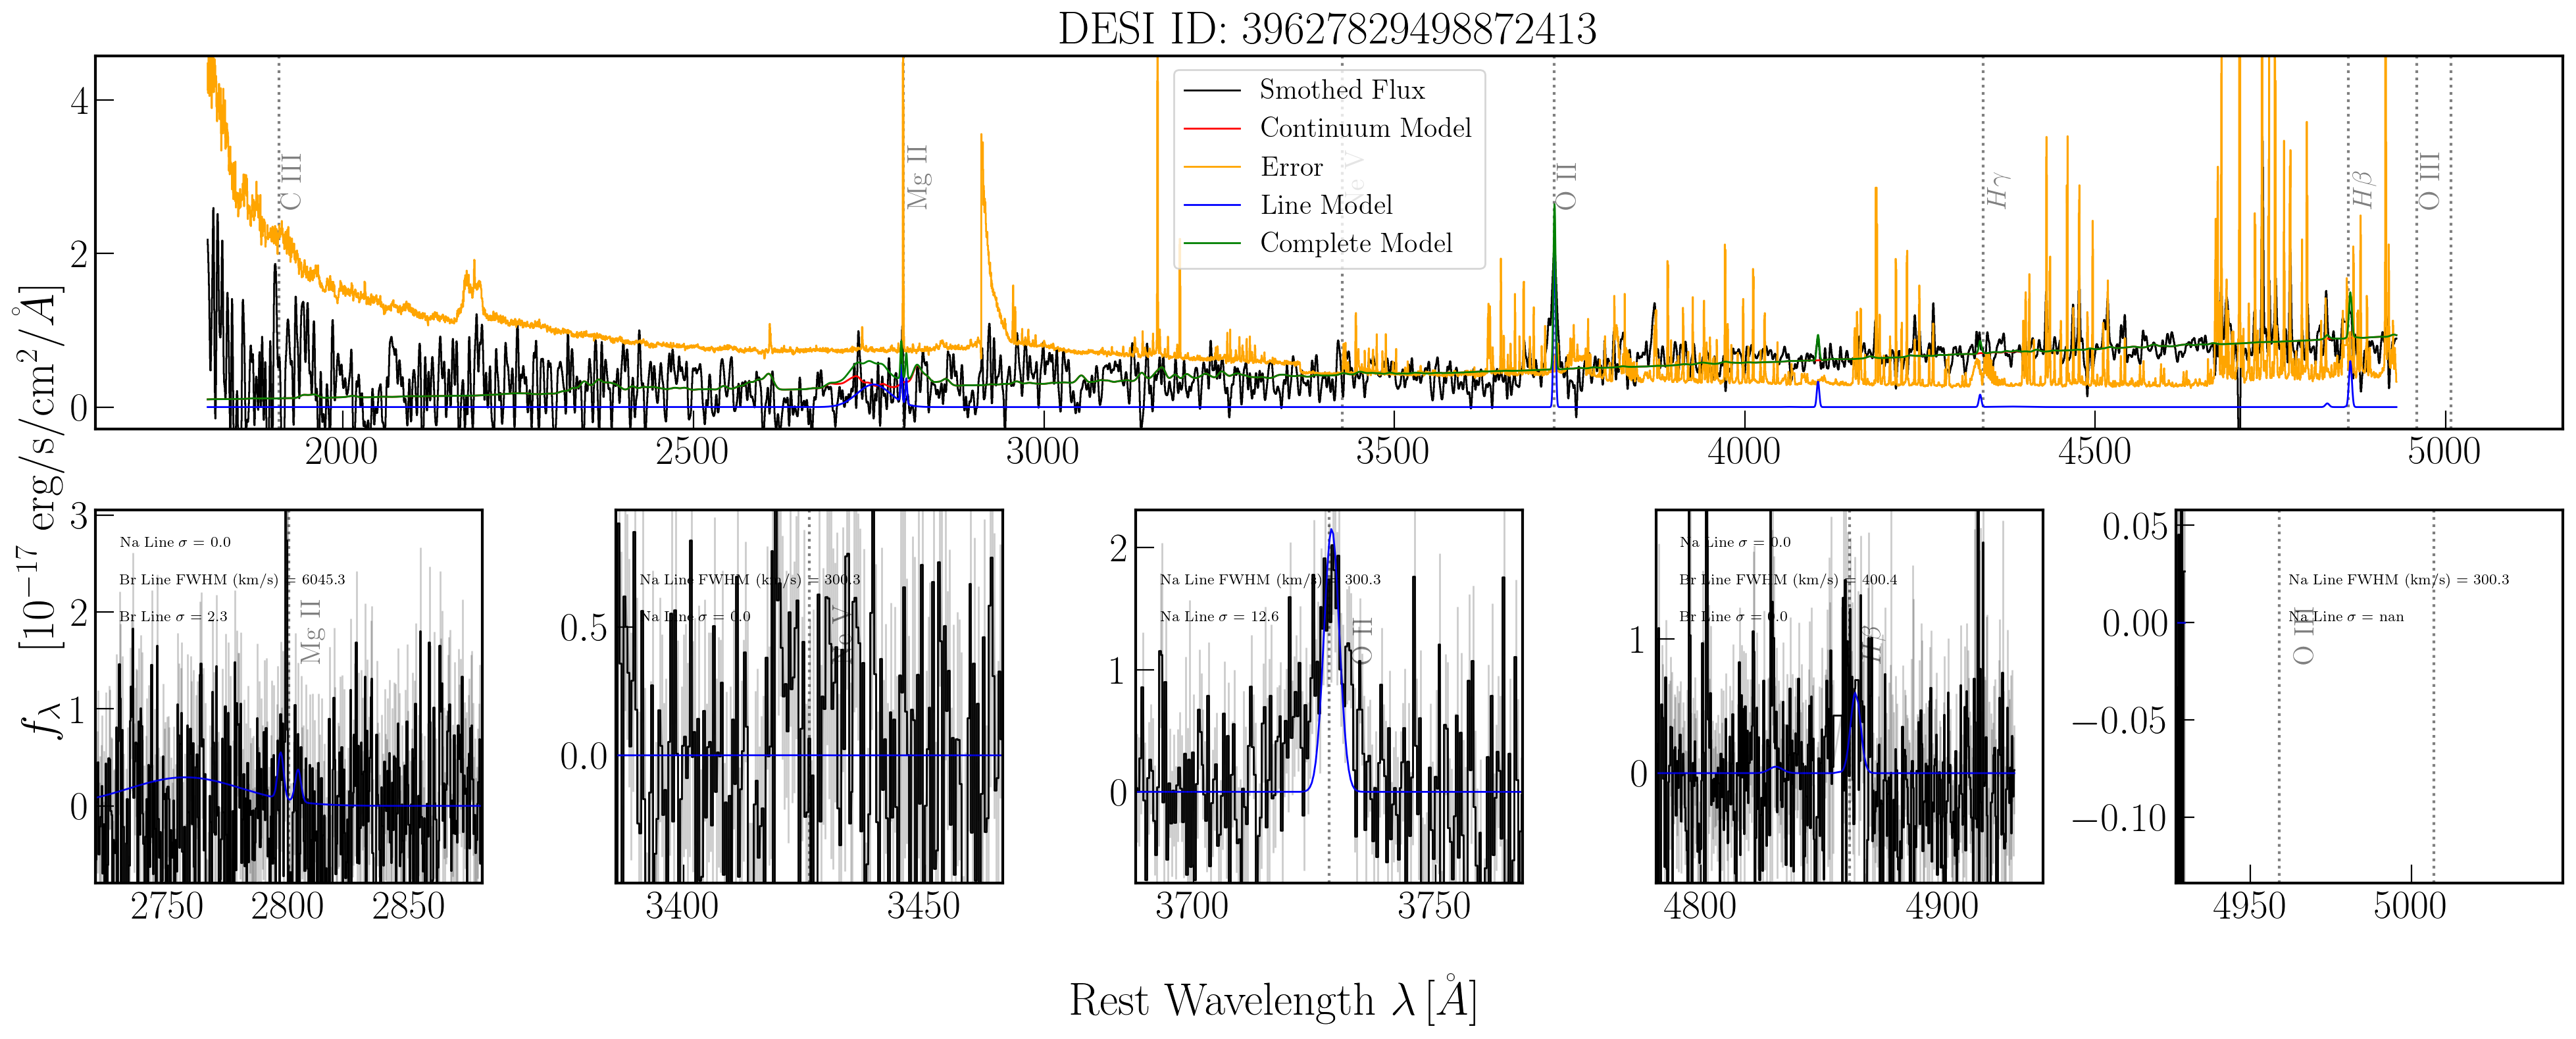 DESI ID: 39627829498872413
Smothed Flux
Continuum Model
Error
Line Model
Complete Model
C III
Mg II
Ne V
O II
Hγ
Hβ
O III
4
2
0
2000 2500 3000 3500 4000 4500 5000
f_λ [10^{-17} erg/s/cm^2/Å]
3
2
1
0
Na Line σ = 0.0
Br Line FWHM (km/s) = 6045.3
Br Line σ = 2.3
Mg II
2750 2800 2850
0.5
0.0
Na Line FWHM (km/s) = 300.3
Na Line σ = 0.0
Ne V
3400 3450
2
1
0
Na Line FWHM (km/s) = 300.3
Na Line σ = 12.6
O II
3700 3750
1
0
Na Line σ = 0.0
Br Line FWHM (km/s) = 400.4
Br Line σ = 0.0
Hβ
4800 4900
0.05
0.00
−0.05
−0.10
Na Line FWHM (km/s) = 300.3
Na Line σ = nan
O III
4950 5000
Rest Wavelength λ [Å]